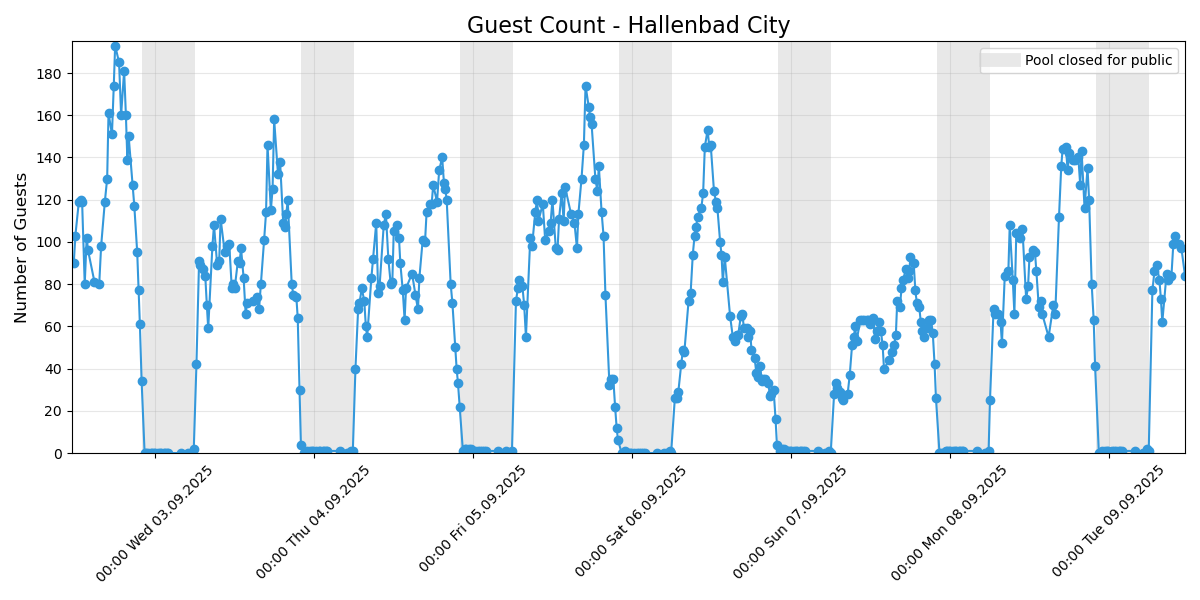 Guest Count - Hallenbad City
Pool closed for public
Number of Guests
180
160
140
120
100
80
60
40
20
0
00:00 Wed 03.09.2025
00:00 Thu 04.09.2025
00:00 Fri 05.09.2025
00:00 Sat 06.09.2025
00:00 Sun 07.09.2025
00:00 Mon 08.09.2025
00:00 Tue 09.09.2025